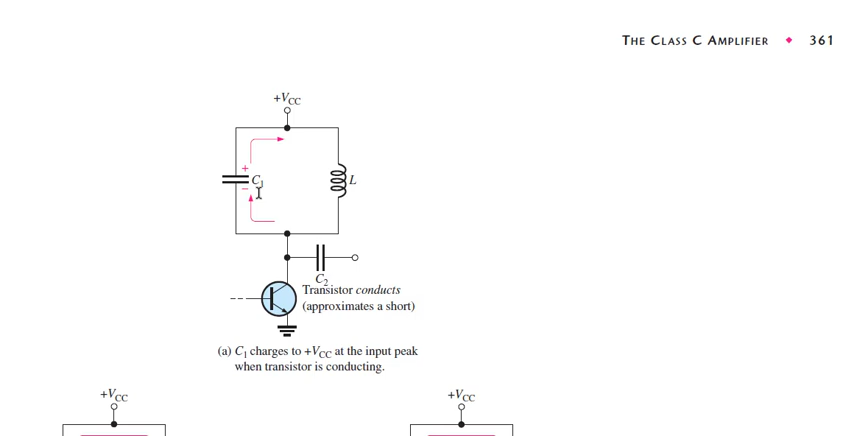 THE CLASS C AMPLIFIER ◆ 361
+VCC
+
C1
−
L
C2
Transistor conducts
(approximates a short)
(a) C1 charges to +VCC at the input peak
when transistor is conducting.
+VCC
+VCC